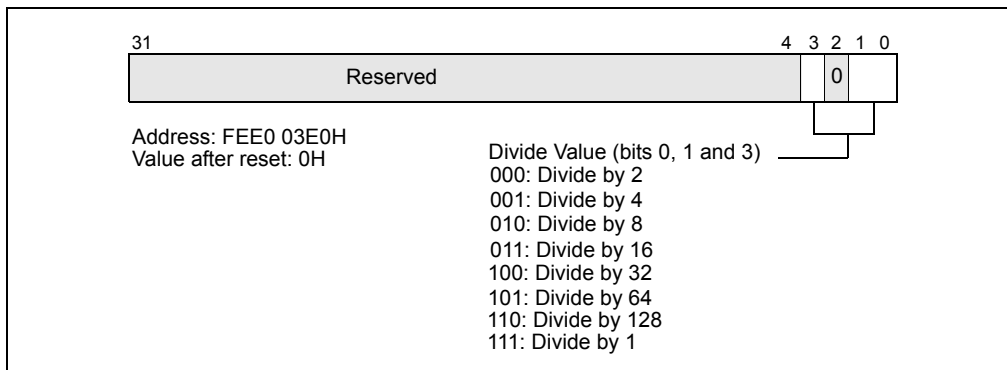 31 4 3 2 1 0
Reserved 0
Address: FEE0 03E0H
Value after reset: 0H
Divide Value (bits 0, 1 and 3)
000: Divide by 2
001: Divide by 4
010: Divide by 8
011: Divide by 16
100: Divide by 32
101: Divide by 64
110: Divide by 128
111: Divide by 1